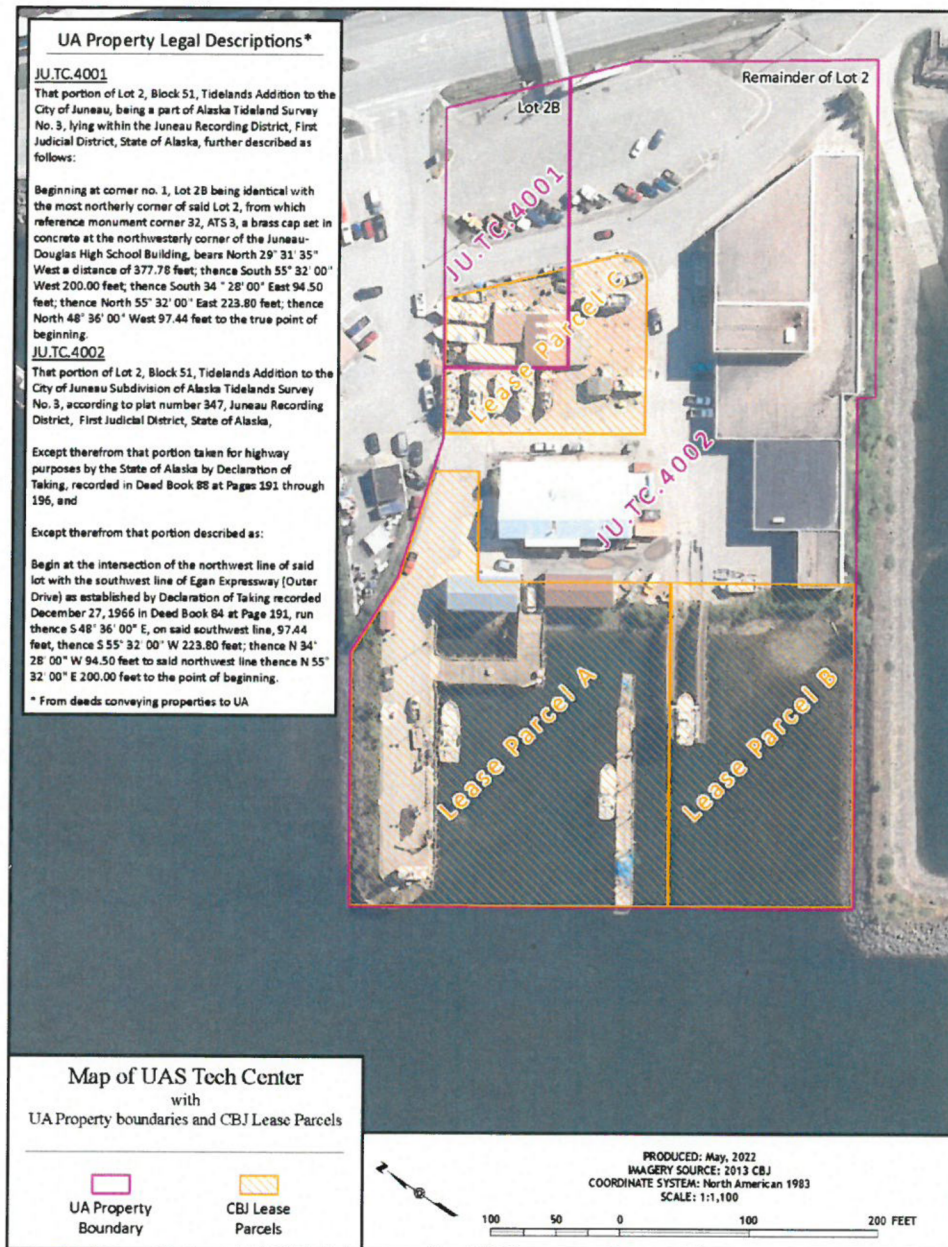 UA Property Legal Descriptions*
JU.TC.4001
That portion of Lot 2, Block 51, Tidelands Addition to the
City of Juneau, being a part of Alaska Tideland Survey
No. 3, lying within the Juneau Recording District, First
Judicial District, State of Alaska, further described as
follows:
Beginning at corner no. 1, Lot 2B being identical with
the most northerly corner of said Lot 2, from which
reference monument corner 32, ATS 3, a brass cap set in
concrete at the northwesterly corner of the Juneau-
Douglas High School Building, bears North 29° 31' 35"
West a distance of 377.78 feet; thence South 55° 32' 00"
West 200.00 feet; thence South 34 ° 28' 00" East 94.50
feet; thence North 55° 32' 00" East 223.80 feet; thence
North 48° 36' 00" West 97.44 feet to the true point of
beginning.
JU.TC.4002
That portion of Lot 2, Block 51, Tidelands Addition to the
City of Juneau Subdivision of Alaska Tidelands Survey
No. 3, according to plat number 347, Juneau Recording
District, First Judicial District, State of Alaska,
Except therefrom that portion taken for highway
purposes by the State of Alaska by Declaration of
Taking, recorded in Deed Book 88 at Pages 191 through
196, and
Except therefrom that portion described as:
Begin at the intersection of the northwest line of said
lot with the southwest line of Egan Expressway (Outer
Drive) as established by Declaration of Taking recorded
December 27, 1966 in Deed Book 84 at Page 191, run
thence S 48° 36' 00" E, on said southwest line, 97.44
feet, thence S 55° 32' 00" W 223.80 feet; thence N 34°
28' 00" W 94.50 feet to said northwest line thence N 55°
32' 00" E 200.00 feet to the point of beginning.
* From deeds conveying properties to UA
Lot 2B
Remainder of Lot 2
JU.TC.4001
Lease Parcel C
JU.TC.4002
Lease Parcel A
Lease Parcel B
Map of UAS Tech Center
with
UA Property boundaries and CBJ Lease Parcels
UA Property
Boundary
CBJ Lease
Parcels
N
PRODUCED: May, 2022
IMAGERY SOURCE: 2013 CBJ
COORDINATE SYSTEM: North American 1983
SCALE: 1:1,100
100 50 0 100 200 FEET